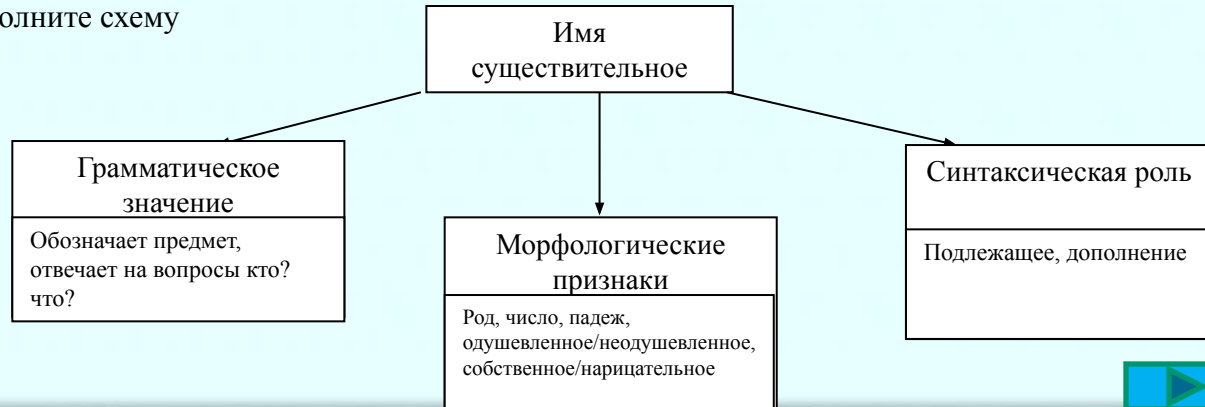 олните схему
Имя
существительное
Грамматическое
значение
Обозначает предмет,
отвечает на вопросы кто?
что?
Морфологические
признаки
Род, число, падеж,
одушевленное/неодушевленное,
собственное/нарицательное
Синтаксическая роль
Подлежащее, дополнение